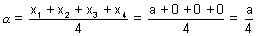 α = x₁ + x₂ + x₃ + x₄ / 4 = a + 0 + 0 + 0 / 4 = a / 4